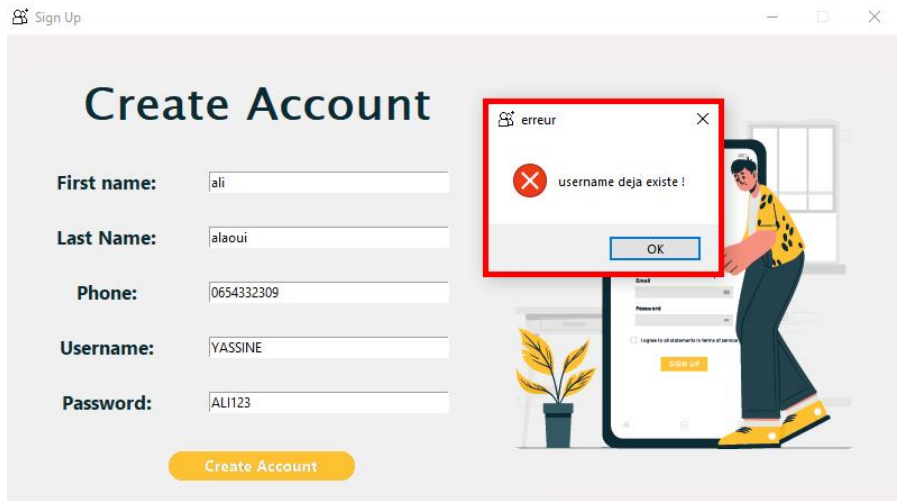 Sign Up
Create Account
First name: ali
Last Name: alaoui
Phone: 0654332309
Username: YASSINE
Password: ALI123
Create Account
erreur
username deja existe !
OK
Email
Password
I agree to all statements in terms of service
SIGN UP